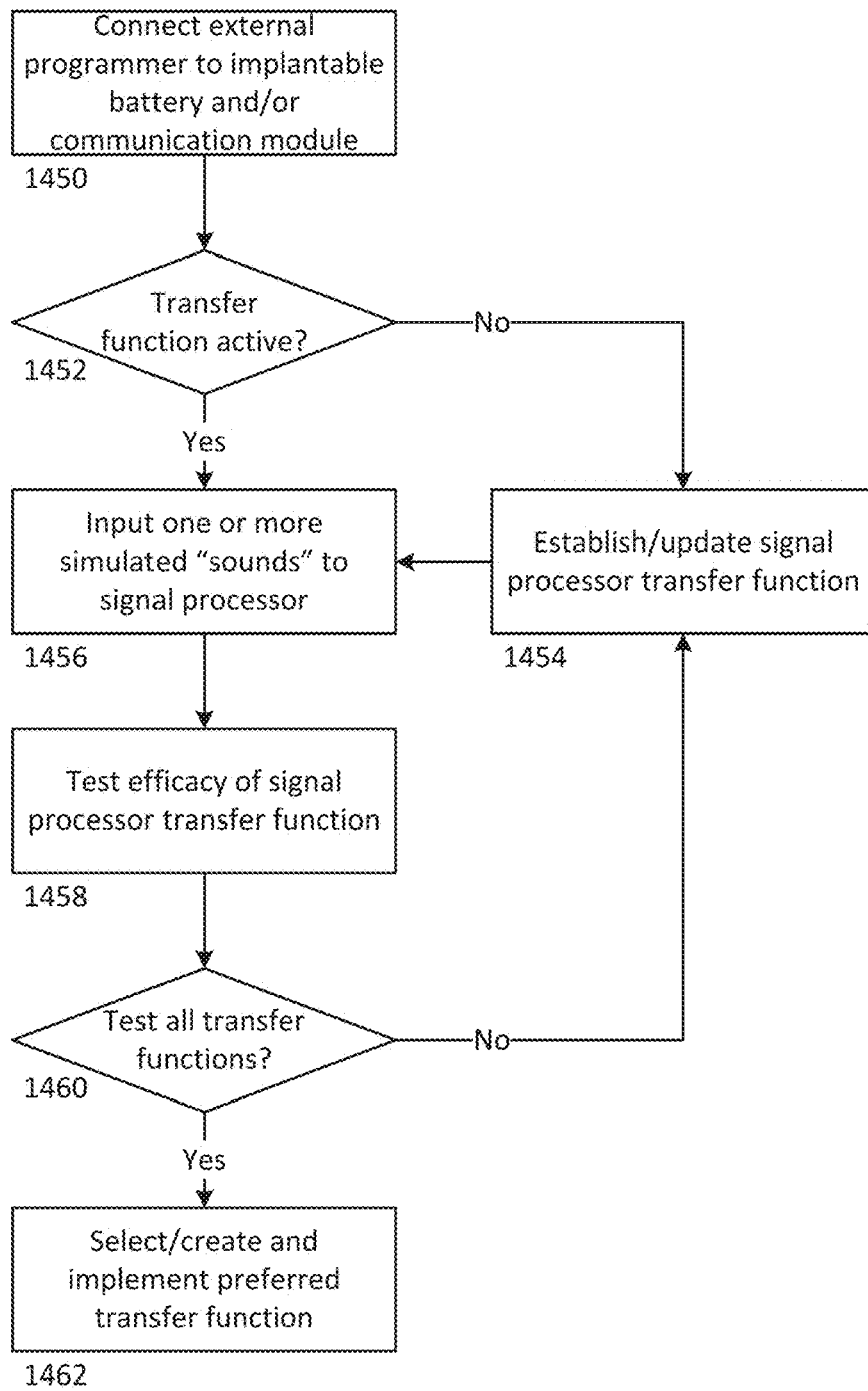 Connect external
programmer to implantable
battery and/or
communication module
1450
Transfer
function active?
1452
No
Yes
Input one or more
simulated “sounds” to
signal processor
1456
Establish/update signal
processor transfer function
1454
Test efficacy of signal
processor transfer function
1458
Test all transfer
functions?
1460
No
Yes
Select/create and
implement preferred
transfer function
1462